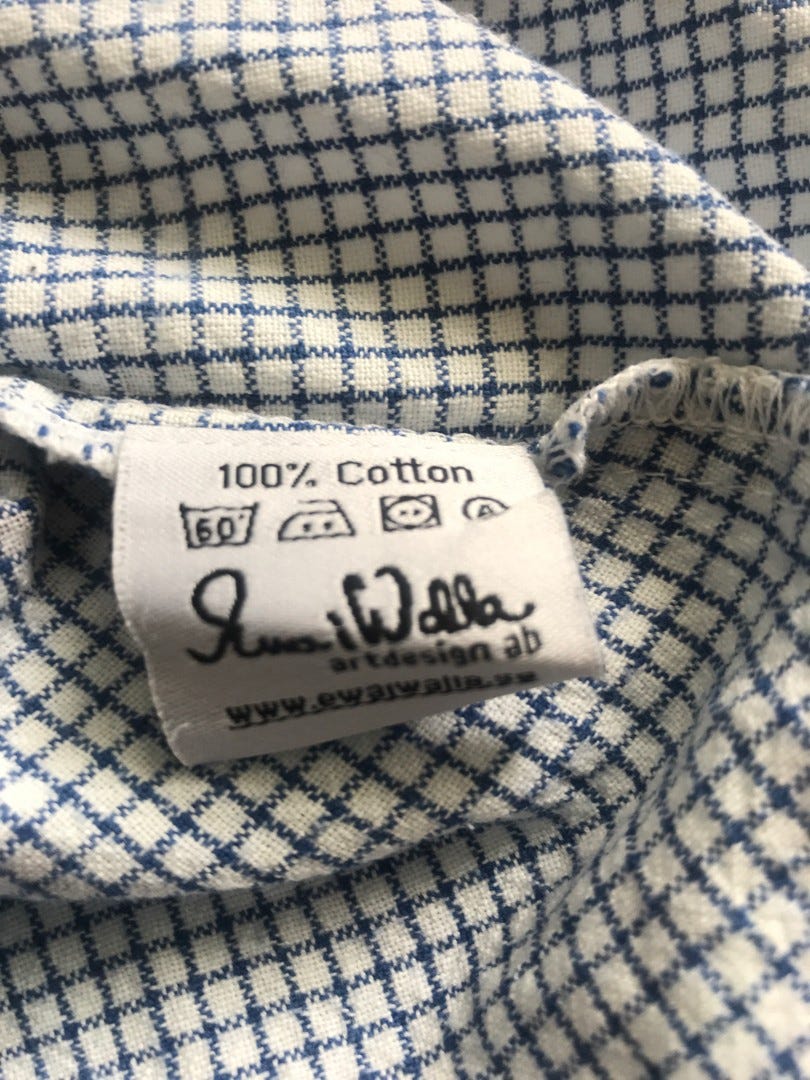 100% Cotton
60°
Ewa i Walla
artdesign ab
www.ewaiwalla.se